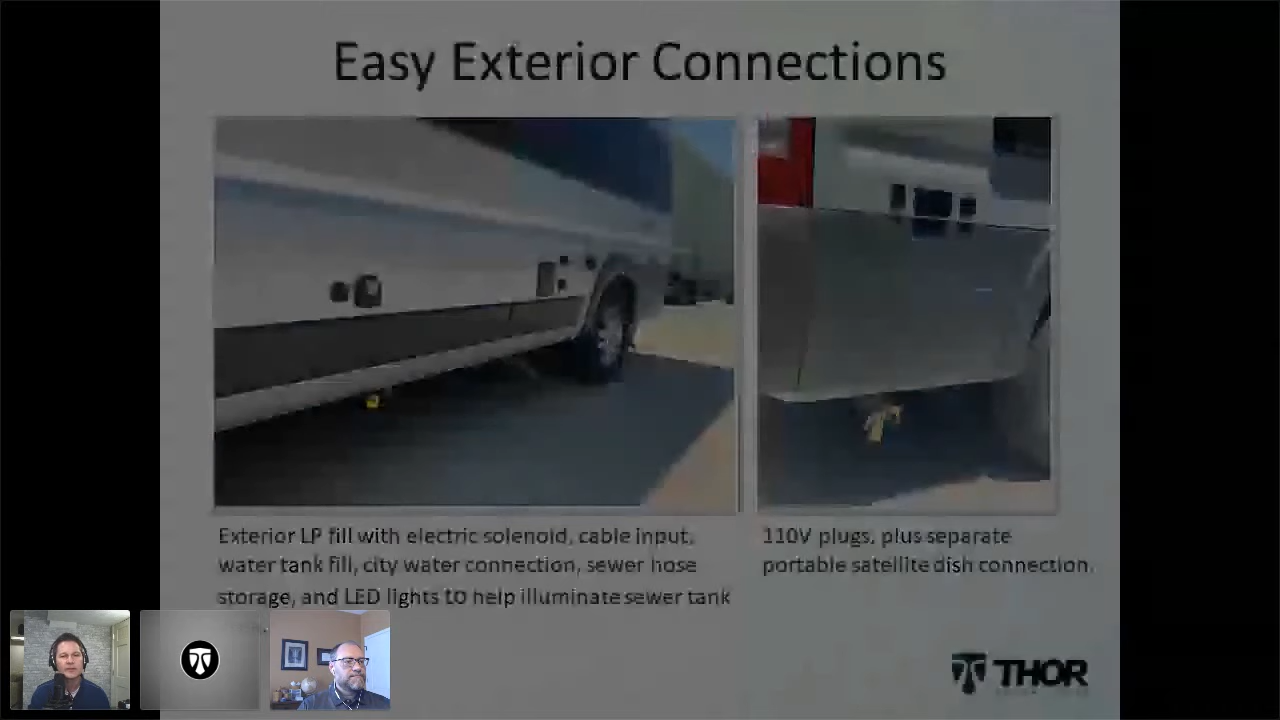 Easy Exterior Connections
Exterior LP fill with electric solenoid, cable input,
water tank fill, city water connection, sewer hose
storage, and LED lights to help illuminate sewer tank
110V plugs, plus separate
portable satellite dish connection.
THOR